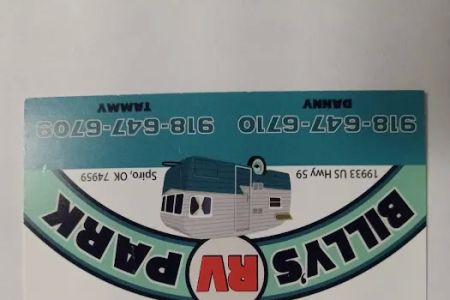 BILLY'S RV PARK
19933 US Hwy 59 Spiro, OK 74959
918-647-6710 918-647-6709
DANNY TAMMY